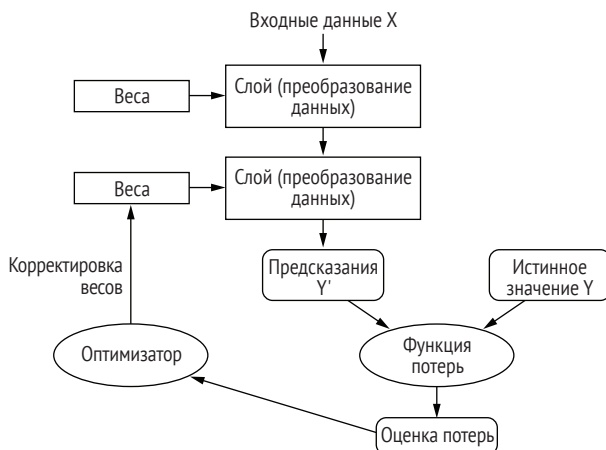 Входные данные X
Веса
Слой (преобразование
данных)
Веса
Слой (преобразование
данных)
Корректировка
весов
Предсказания
Y'
Истинное
значение Y
Оптимизатор
Функция
потерь
Оценка потерь